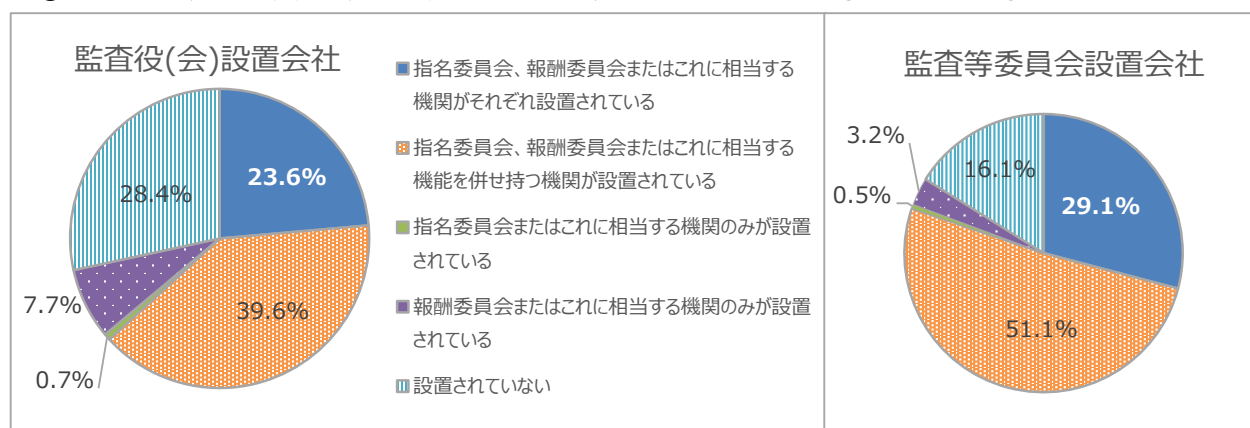 監査役(会)設置会社
23.6%
39.6%
0.7%
7.7%
28.4%
指名委員会、報酬委員会またはこれに相当する
機関がそれぞれ設置されている
指名委員会、報酬委員会またはこれに相当する
機能を併せ持つ機関が設置されている
指名委員会またはこれに相当する機関のみが設置
されている
報酬委員会またはこれに相当する機関のみが設置
されている
設置されていない
監査等委員会設置会社
29.1%
51.1%
0.5%
3.2%
16.1%